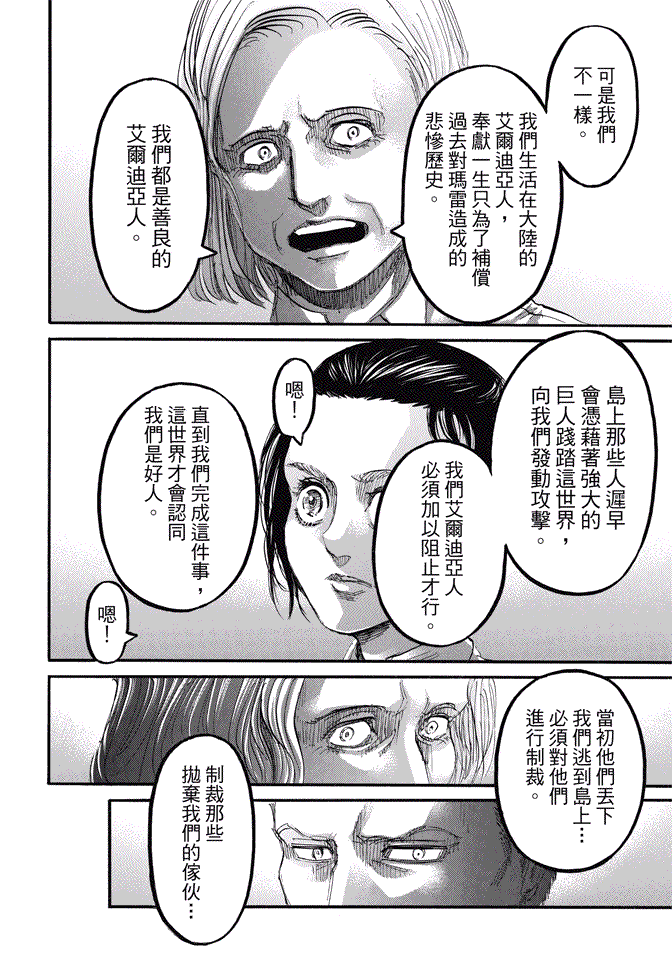 可是我們
不一樣。
我們生活在大陸的
艾爾迪亞人，
奉獻一生只為了補償
過去對瑪雷造成的
悲慘歷史。
我們都是善良的
艾爾迪亞人。
島上那些人遲早
會憑藉著強大的
巨人踐踏這世界，
向我們發動攻擊。
我們艾爾迪亞人
必須加以阻止才行。
嗯！
直到我們完成這件事，
這世界才會認同
我們是好人。
嗯！
當初他們丟下
我們逃到島上…
必須對他們
進行制裁。
制裁那些
拋棄我們的傢伙…